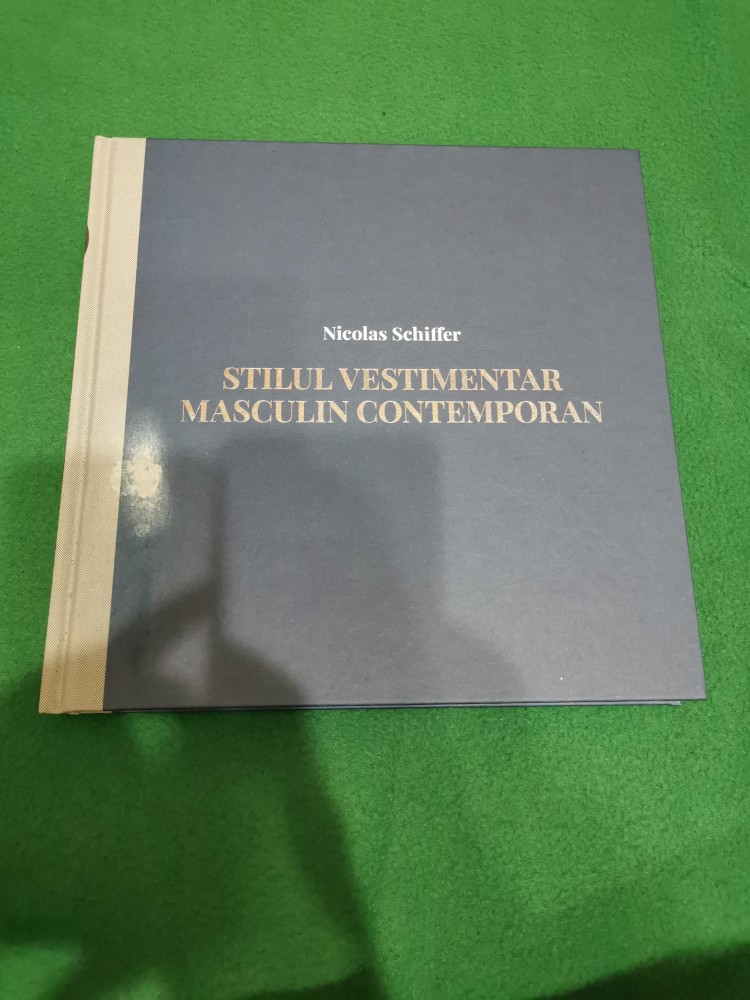 Nicolas Schiffer
STILUL VESTIMENTAR
MASCULIN CONTEMPORAN